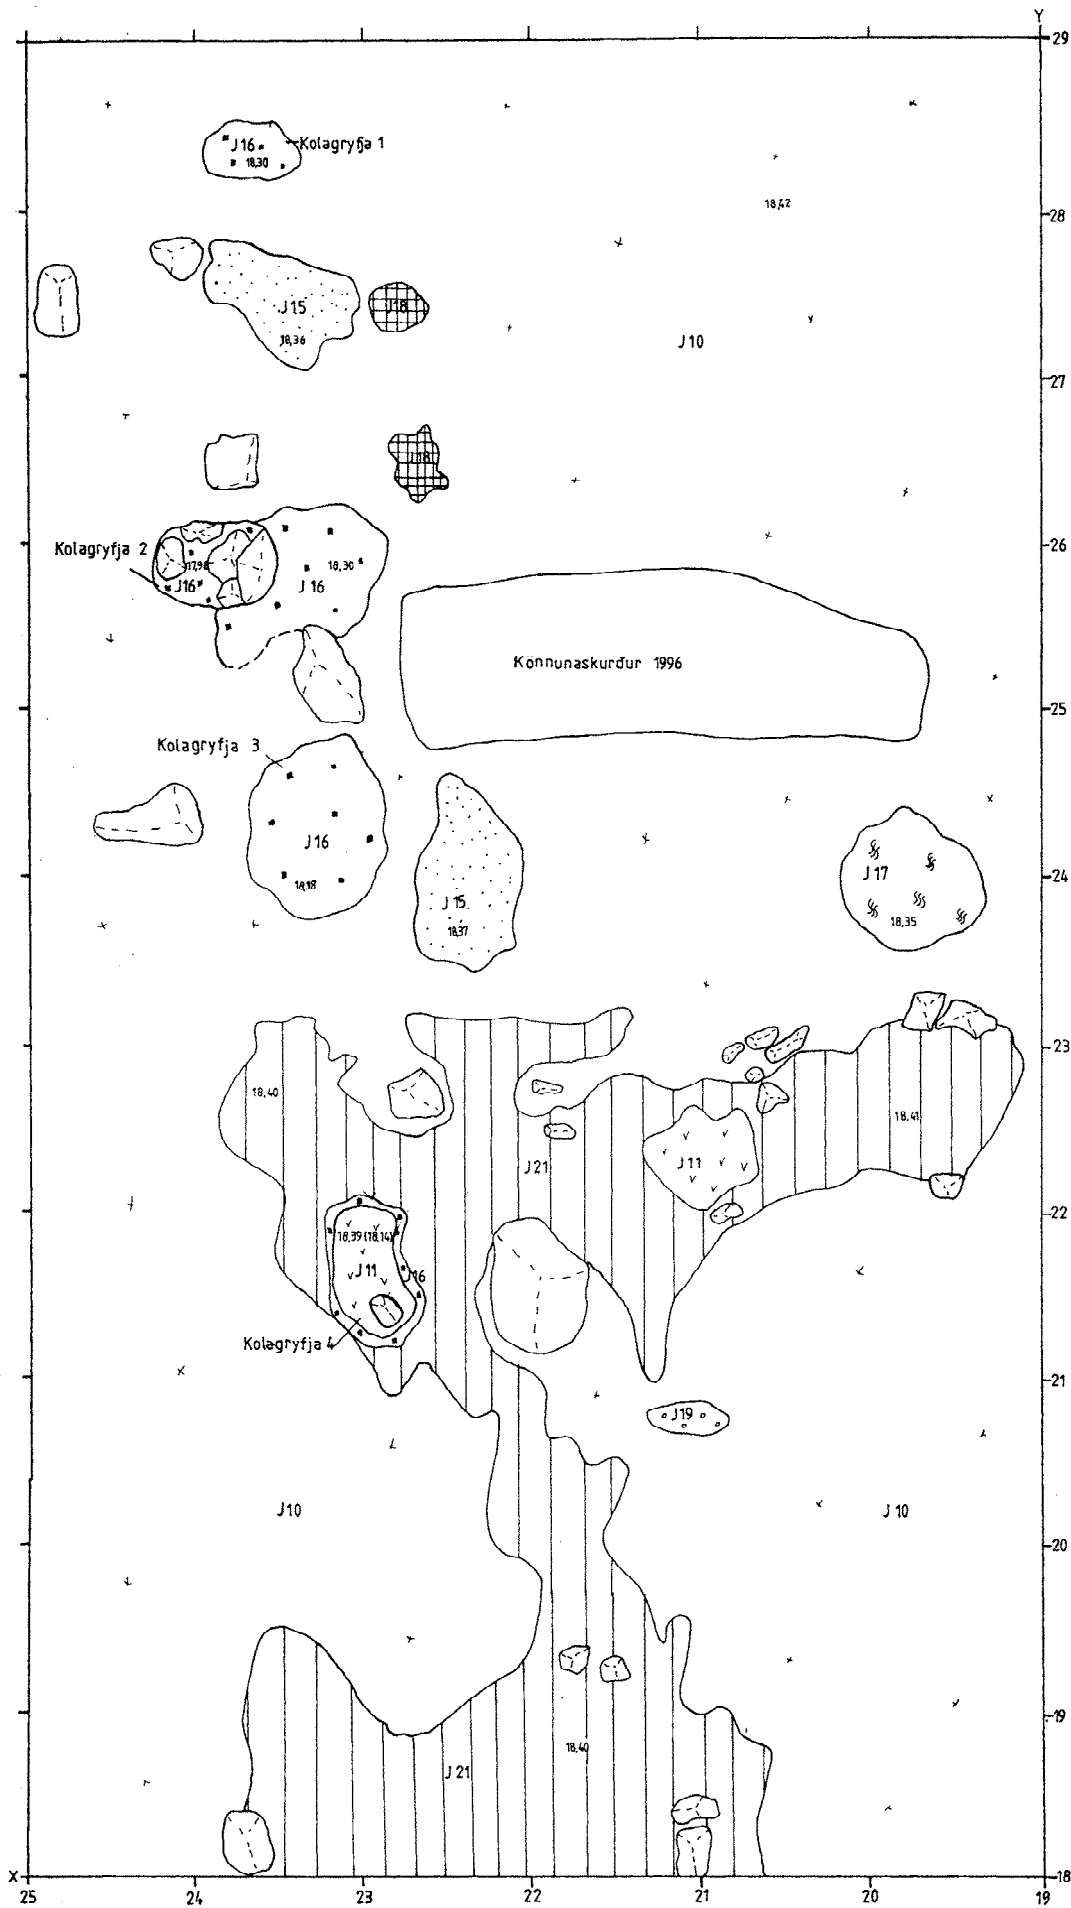 Y
29
J16
Kolagryfja 1
18,30
18,42
28
J15
J18
18,36
J10
27
J18
26
Kolagryfja 2
17,98
18,30
J16
J16
Könnunaskurður 1996
25
Kolagryfja 3
J16
J17
24
18,18
J15
18,35
18,37
23
18,40
18,41
J21
J11
22
18,39 (18,14)
J11
J16
Kolagryfja 4
21
J19
J10
J10
20
19
18,40
J21
X
18
25
24
23
22
21
20
19